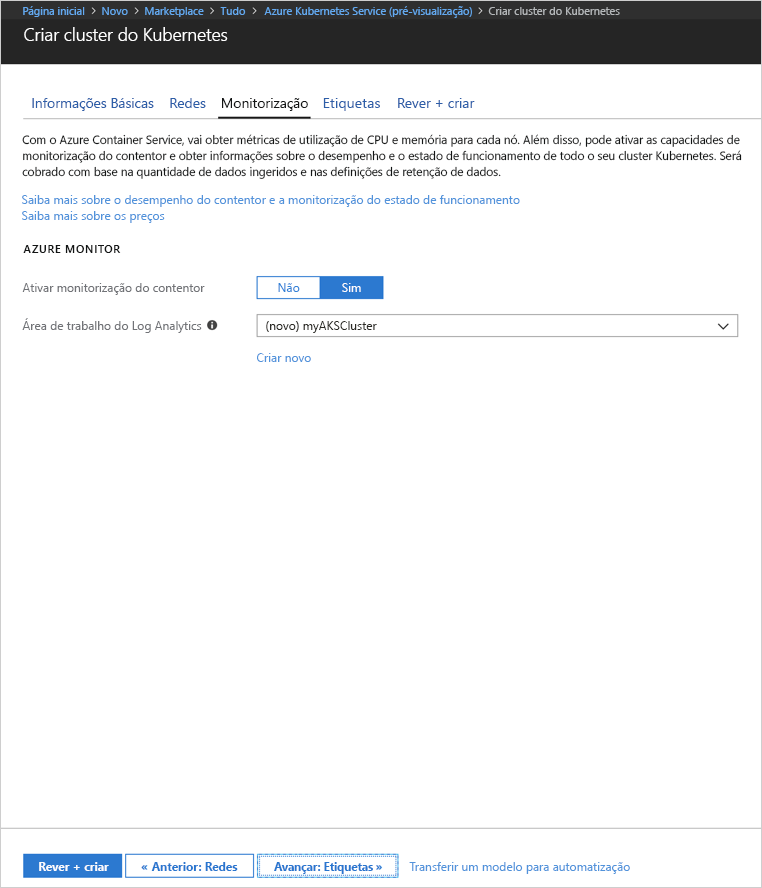 Página inicial > Novo > Marketplace > Tudo > Azure Kubernetes Service (pré-visualização) > Criar cluster do Kubernetes
Criar cluster do Kubernetes
Informações Básicas Redes Monitorização Etiquetas Rever + criar
Com o Azure Container Service, vai obter métricas de utilização de CPU e memória para cada nó. Além disso, pode ativar as capacidades de
monitorização do contentor e obter informações sobre o desempenho e o estado de funcionamento de todo o seu cluster Kubernetes. Será
cobrado com base na quantidade de dados ingeridos e nas definições de retenção de dados.
Saiba mais sobre o desempenho do contentor e a monitorização do estado de funcionamento
Saiba mais sobre os preços
AZURE MONITOR
Ativar monitorização do contentor Não Sim
Área de trabalho do Log Analytics (novo) myAKSCluster
Criar novo
Rever + criar « Anterior: Redes Avançar: Etiquetas » Transferir um modelo para automatização